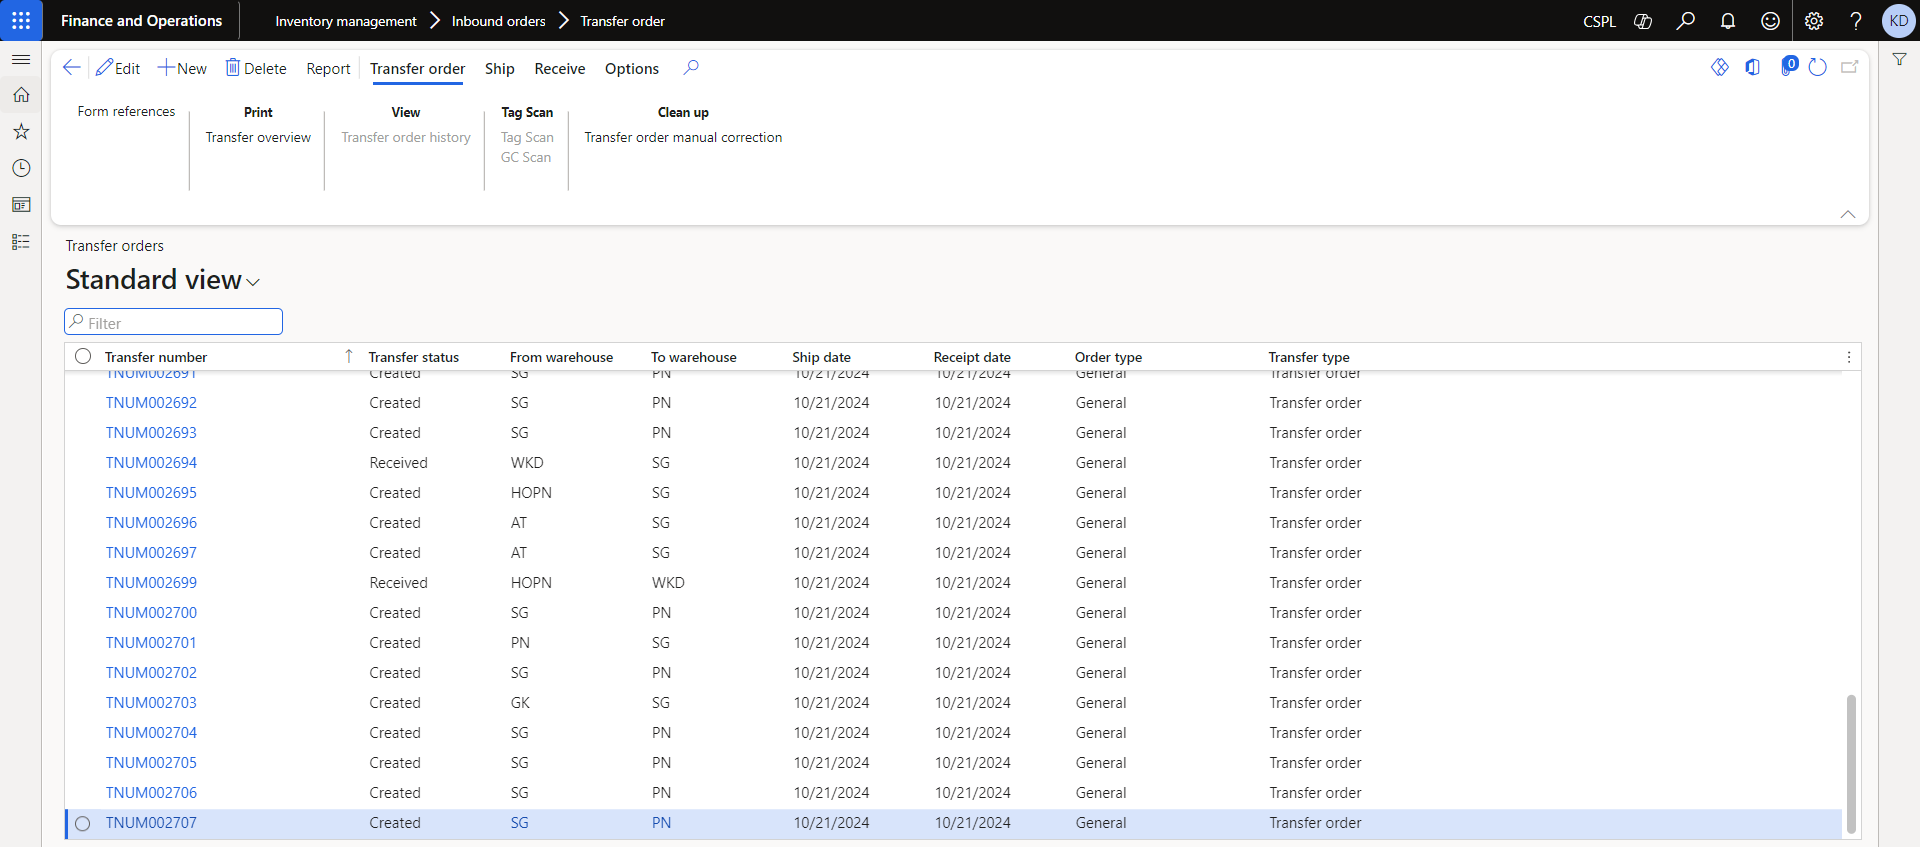 Finance and Operations Inventory management Inbound orders Transfer order CSPL KD
Edit New Delete Report Transfer order Ship Receive Options 0
Form references Print View Tag Scan Clean up
Transfer overview Transfer order history Tag Scan Transfer order manual correction
GC Scan
Transfer orders
Standard view
Filter
Transfer number Transfer status From warehouse To warehouse Ship date Receipt date Order type Transfer type
TNUM002691 Created SG PN 10/21/2024 10/21/2024 General Transfer order
TNUM002692 Created SG PN 10/21/2024 10/21/2024 General Transfer order
TNUM002693 Created SG PN 10/21/2024 10/21/2024 General Transfer order
TNUM002694 Received WKD SG 10/21/2024 10/21/2024 General Transfer order
TNUM002695 Created HOPN SG 10/21/2024 10/21/2024 General Transfer order
TNUM002696 Created AT SG 10/21/2024 10/21/2024 General Transfer order
TNUM002697 Created AT SG 10/21/2024 10/21/2024 General Transfer order
TNUM002699 Received HOPN WKD 10/21/2024 10/21/2024 General Transfer order
TNUM002700 Created SG PN 10/21/2024 10/21/2024 General Transfer order
TNUM002701 Created PN SG 10/21/2024 10/21/2024 General Transfer order
TNUM002702 Created SG PN 10/21/2024 10/21/2024 General Transfer order
TNUM002703 Created GK SG 10/21/2024 10/21/2024 General Transfer order
TNUM002704 Created SG PN 10/21/2024 10/21/2024 General Transfer order
TNUM002705 Created SG PN 10/21/2024 10/21/2024 General Transfer order
TNUM002706 Created SG PN 10/21/2024 10/21/2024 General Transfer order
TNUM002707 Created SG PN 10/21/2024 10/21/2024 General Transfer order